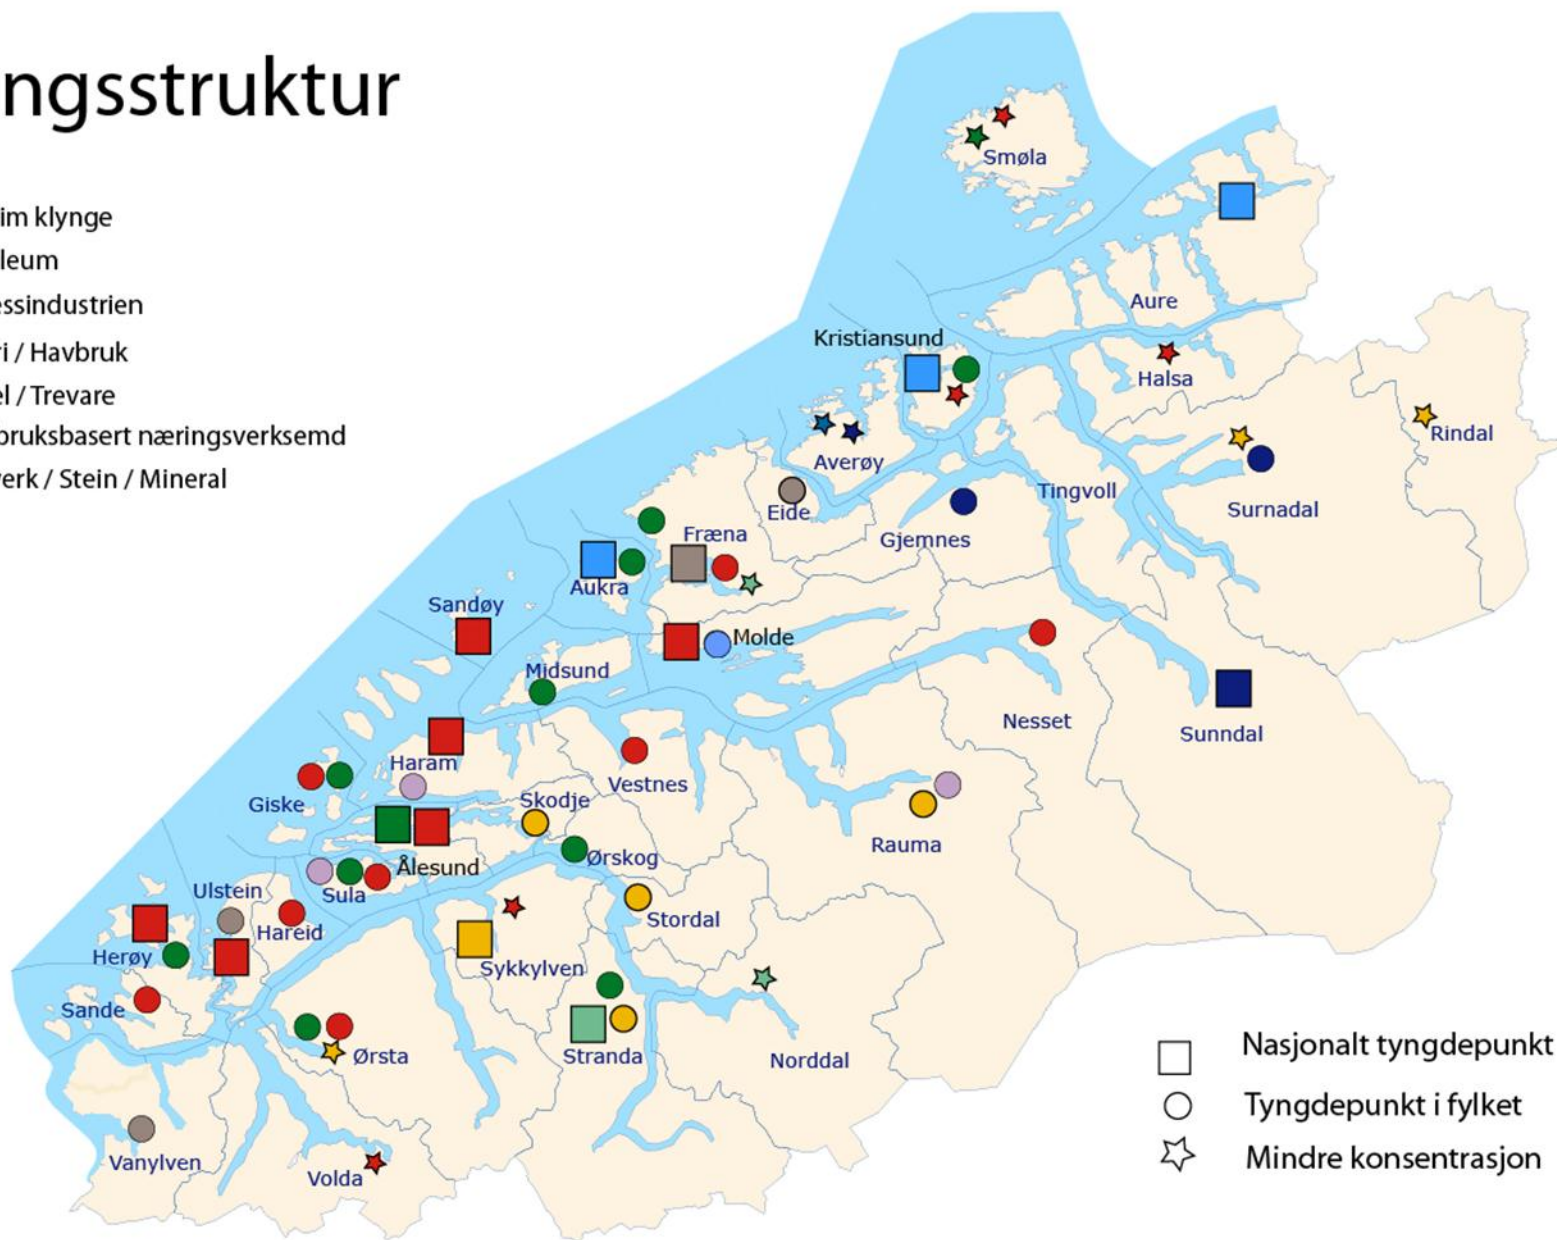 ngsstruktur
im klynge
leum
essindustrien
ri / Havbruk
el / Trevare
bruksbasert næringsverksemd
erk / Stein / Mineral
Smøla
Aure
Kristiansund
Halsa
Rindal
Averøy
Tingvoll
Surnadal
Eide
Gjemnes
Fræna
Aukra
Sandøy
Molde
Midsund
Nesset
Sunndal
Haram
Vestnes
Giske
Skodje
Rauma
Ørskog
Ålesund
Ulstein
Sula
Stordal
Hareid
Herøy
Sykkylven
Sande
Ørsta
Stranda
Norddal
Vanylven
Volda
Nasjonalt tyngdepunkt
Tyngdepunkt i fylket
Mindre konsentrasjon